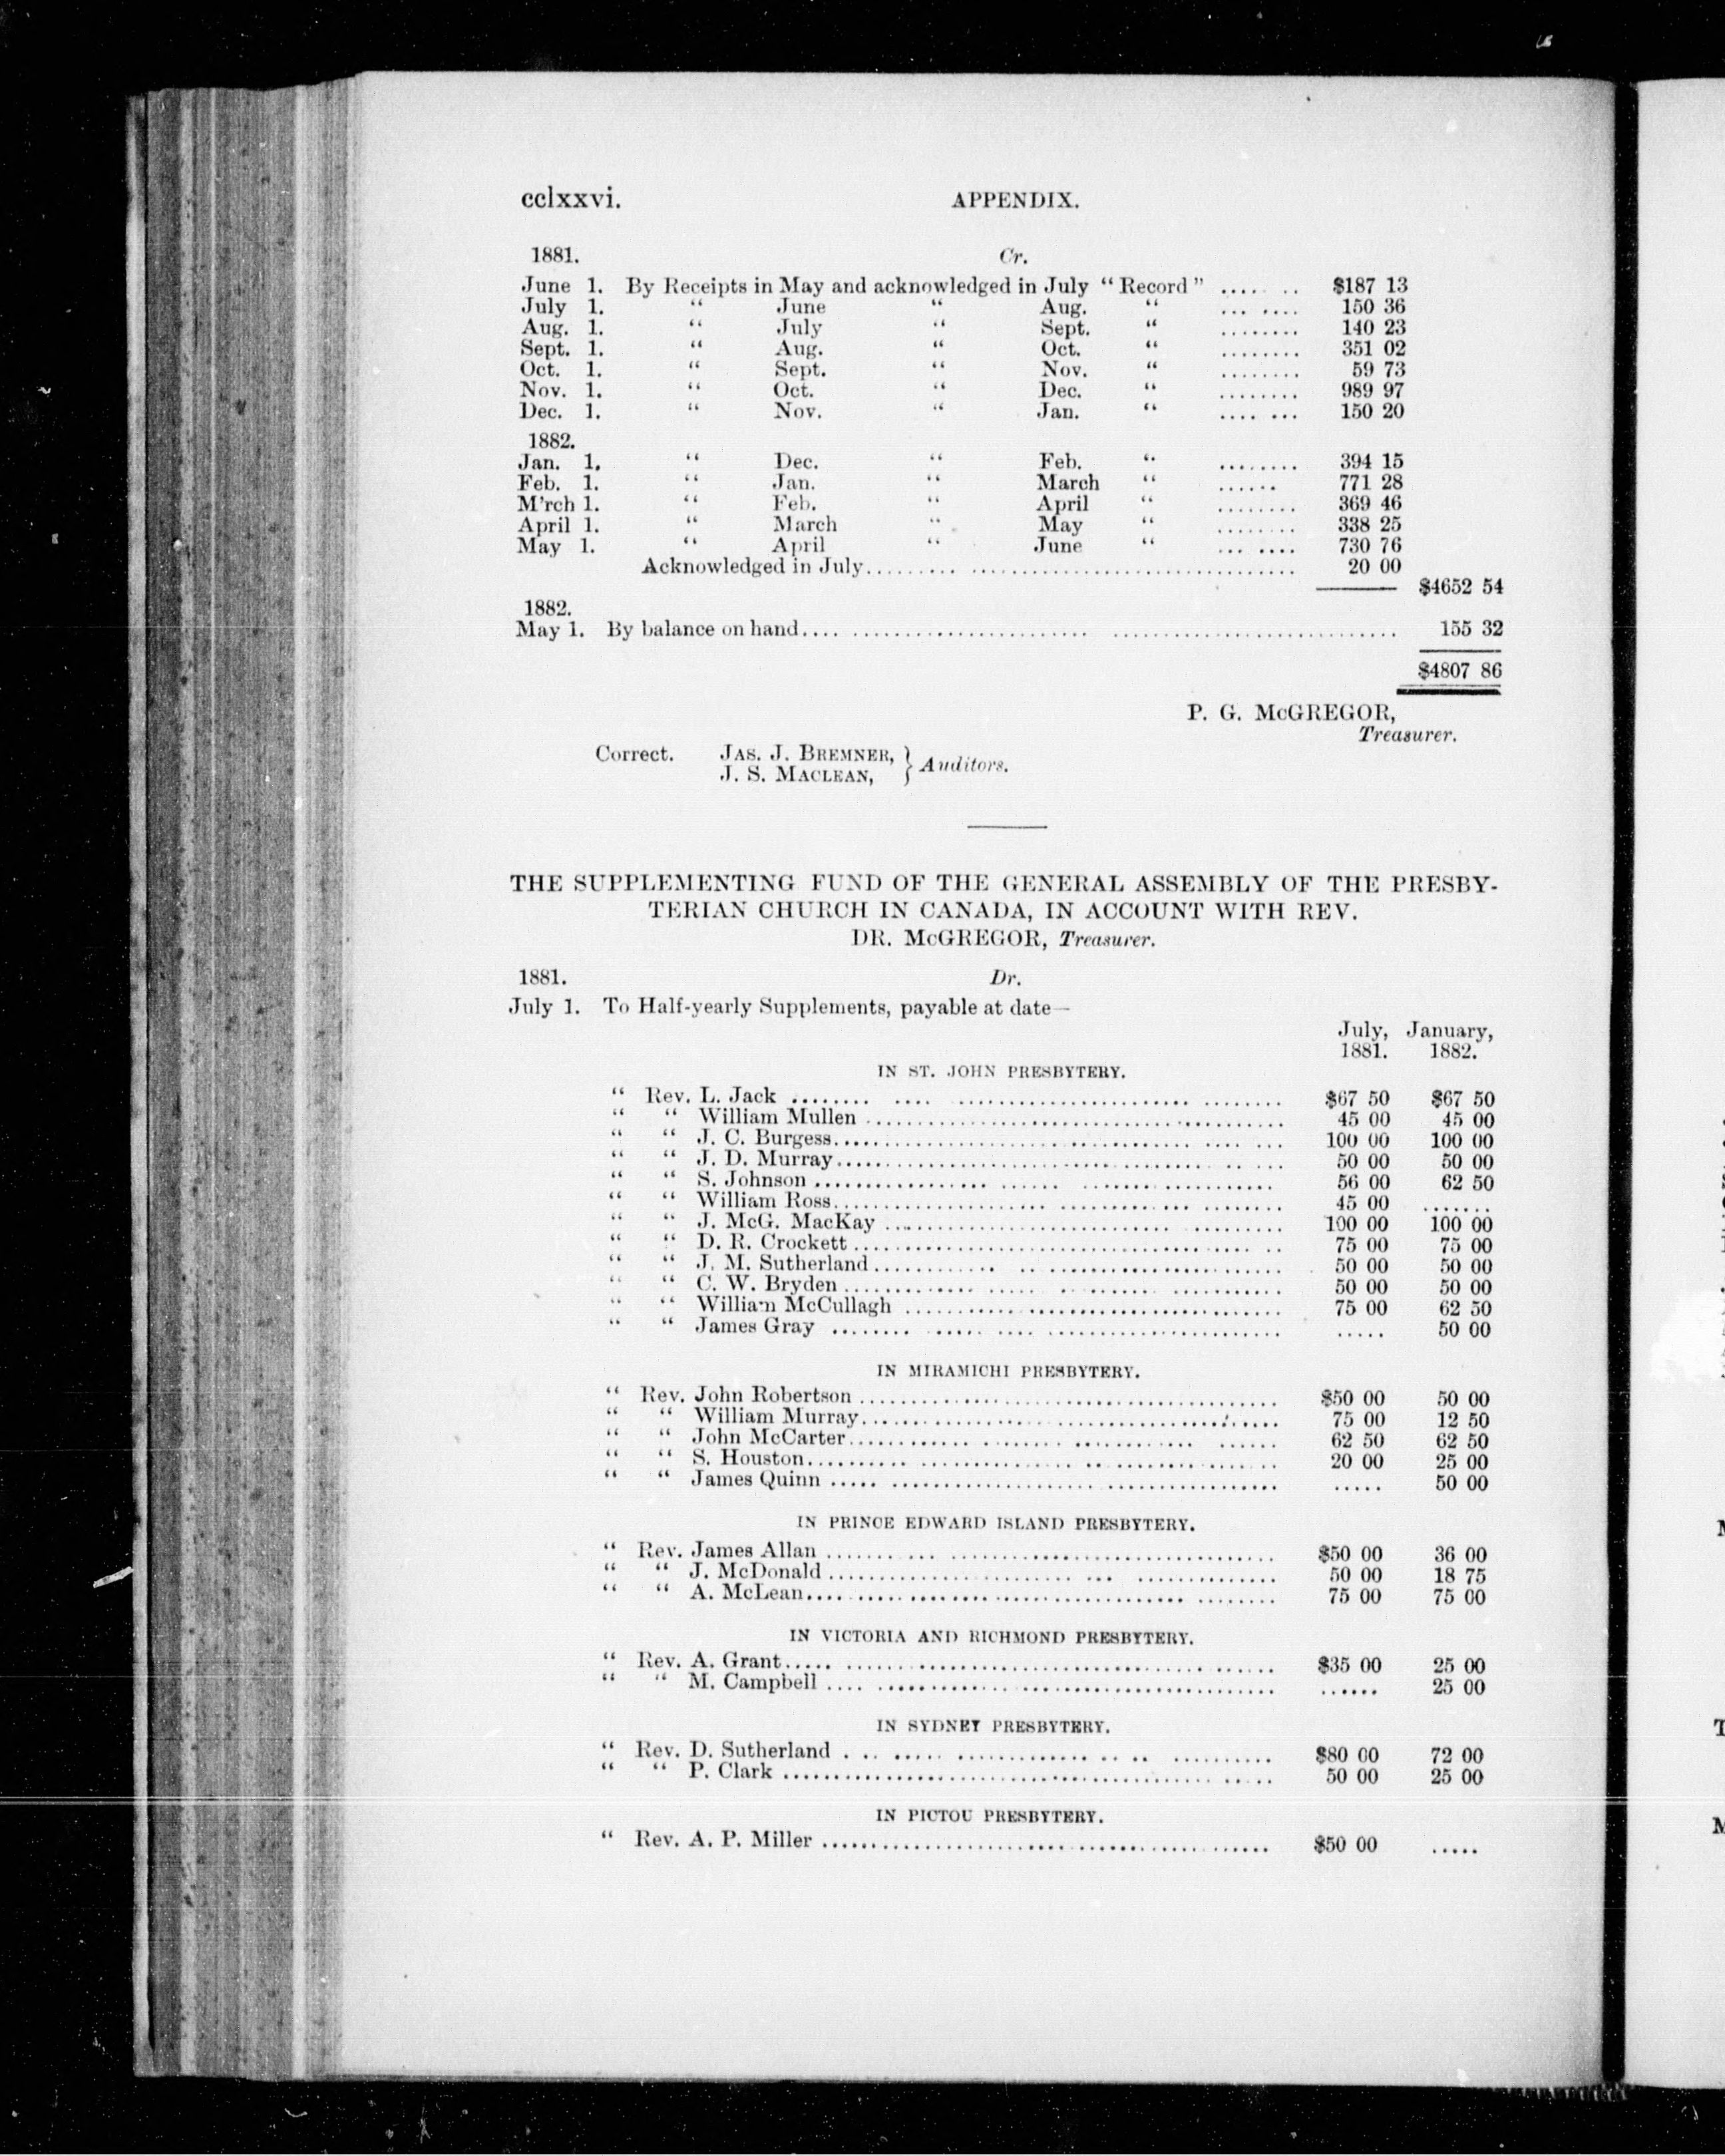 cclxxvi. APPENDIX.
1881. Cr.
June 1. By Receipts in May and acknowledged in July “ Record ” ..... .. $187 13
July 1. “ June “ Aug. “ ... .... 150 36
Aug. 1. “ July “ Sept. “ ........ 140 23
Sept. 1. “ Aug. “ Oct. “ ........ 351 02
Oct. 1. “ Sept. “ Nov. “ ........ 59 73
Nov. 1. “ Oct. “ Dec. “ ........ 989 97
Dec. 1. “ Nov. “ Jan. “ .... ... 150 20
1882.
Jan. 1. “ Dec. “ Feb. “ ........ 394 15
Feb. 1. “ Jan. “ March “ ...... 771 28
M'rch 1. “ Feb. “ April “ ........ 369 46
April 1. “ March “ May “ ........ 338 25
May 1. “ April “ June “ ... .... 730 76
Acknowledged in July.......... .................................... 20 00
$4652 54
1882.
May 1. By balance on hand.... ........................ ............................. 155 32
$4807 86
P. G. McGREGOR,
Treasurer.
Correct. JAS. J. BREMNER, } Auditors.
J. S. MACLEAN,
THE SUPPLEMENTING FUND OF THE GENERAL ASSEMBLY OF THE PRESBY-
TERIAN CHURCH IN CANADA, IN ACCOUNT WITH REV.
DR. McGREGOR, Treasurer.
1881. Dr.
July 1. To Half-yearly Supplements, payable at date—
July, January,
1881. 1882.
IN ST. JOHN PRESBYTERY.
“ Rev. L. Jack ........ .... ........................ ........ $67 50 $67 50
“ “ William Mullen ............................................ 45 00 45 00
“ “ J. C. Burgess............................................ .... ... 100 00 100 00
“ “ J. D. Murray............................................ .. ... 50 00 50 00
“ “ S. Johnson .................. ...... ....................... 56 00 62 50
“ “ William Ross............................................ ........ 45 00 .......
“ “ J. McG. MacKay .................................... .......... 100 00 100 00
“ “ D. R. Crockett............................................ .. 75 00 75 00
“ “ J. M. Sutherland............ .. ........................ 50 00 50 00
“ “ C. W. Bryden................ ..... ........ ............ 50 00 50 00
“ “ William McCullagh ............................................ 75 00 62 50
“ “ James Gray ........ ..... .... ........................... ..... 50 00
IN MIRAMICHI PRESBYTERY.
“ Rev. John Robertson ............................................ $50 00 50 00
“ “ William Murray............................................ 75 00 12 50
“ “ John McCarter............ ..... .............. ...... 62 50 62 50
“ “ S. Houston.......... .................. .. ................ 20 00 25 00
“ “ James Quinn ..... .................... .................... ..... 50 00
IN PRINCE EDWARD ISLAND PRESBYTERY.
“ Rev. James Allan ........... .................................... $50 00 36 00
“ “ J. McDonald ........................ ... .............. 50 00 18 75
“ “ A. McLean.................................... ........ 75 00 75 00
IN VICTORIA AND RICHMOND PRESBYTERY.
“ Rev. A. Grant..... .................................... ...... $35 00 25 00
“ “ M. Campbell .... .................................... ...... 25 00
IN SYDNEY PRESBYTERY.
“ Rev. D. Sutherland . .. ..... .............. .. .. .......... $80 00 72 00
“ “ P. Clark ............................................ ..... 50 00 25 00
IN PICTOU PRESBYTERY.
“ Rev. A. P. Miller ............................................ $50 00 .....